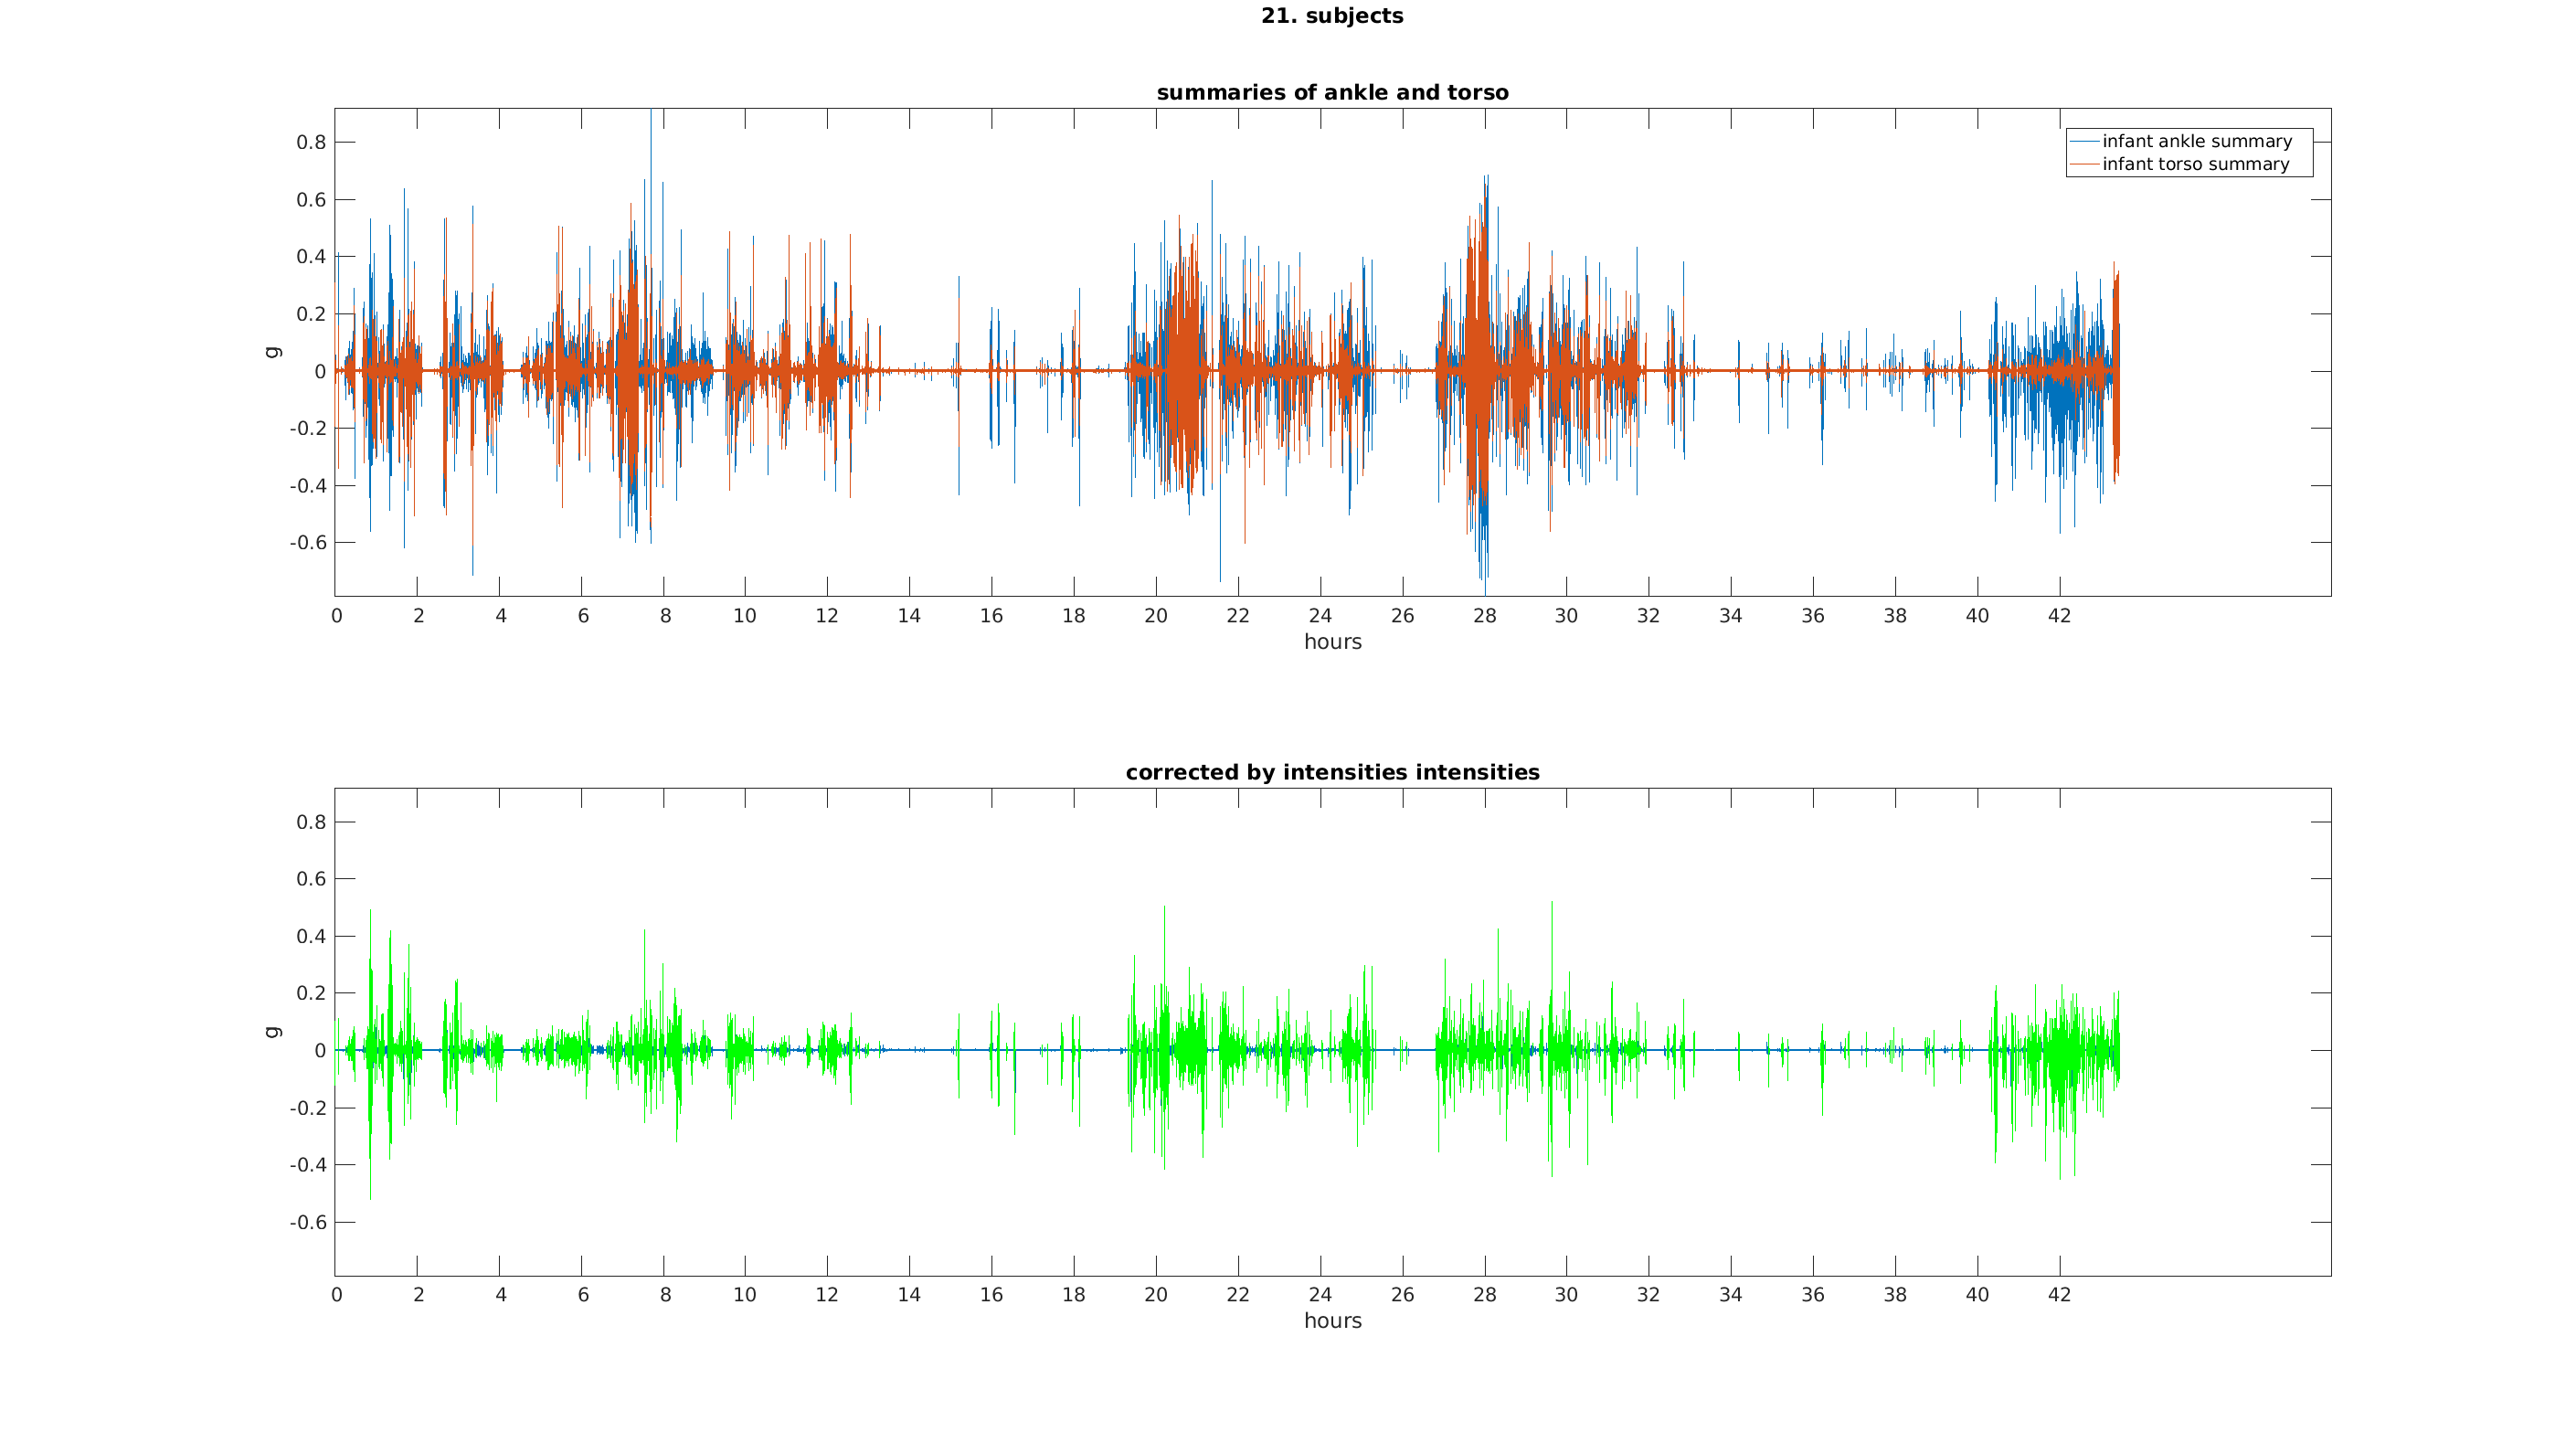 21. subjects
summaries of ankle and torso
infant ankle summary
infant torso summary
0.8
0.6
0.4
0.2
0
-0.2
-0.4
-0.6
g
0 2 4 6 8 10 12 14 16 18 20 22 24 26 28 30 32 34 36 38 40 42
hours
corrected by intensities intensities
0.8
0.6
0.4
0.2
0
-0.2
-0.4
-0.6
g
0 2 4 6 8 10 12 14 16 18 20 22 24 26 28 30 32 34 36 38 40 42
hours